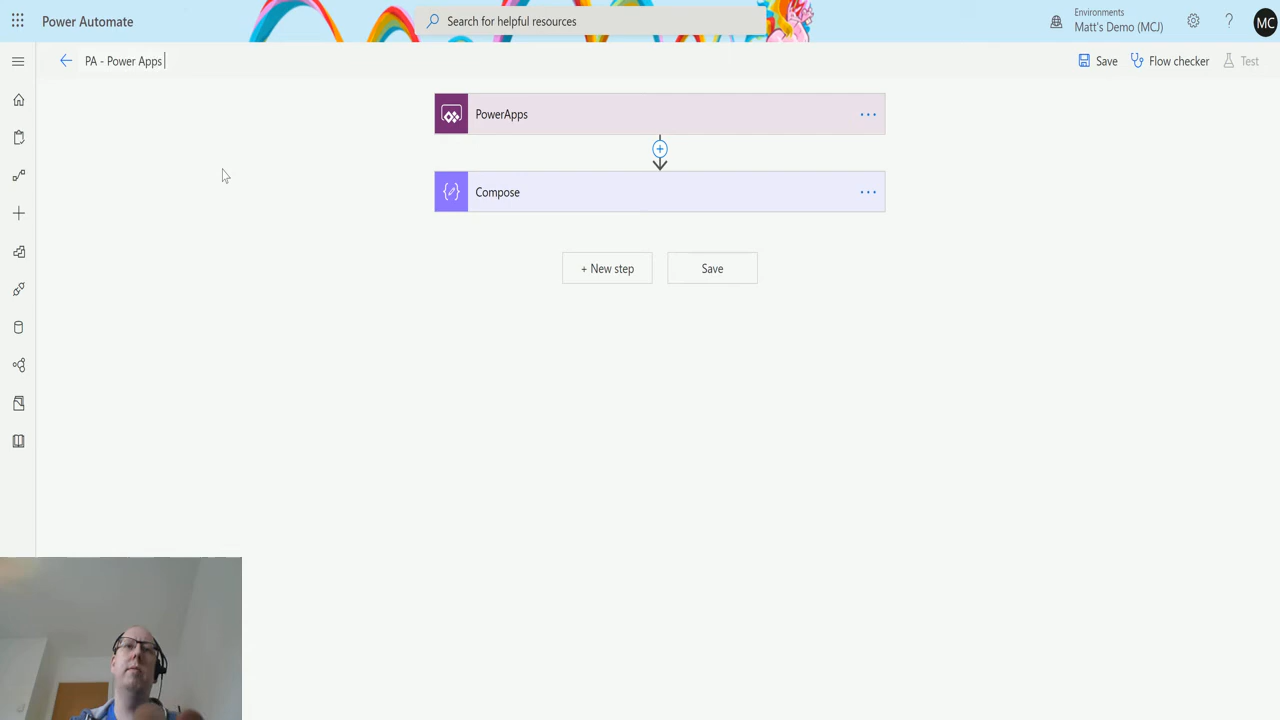 Power Automate
Search for helpful resources
Environments
Matt's Demo (MCJ)
?
MC
PA - Power Apps
Save
Flow checker
Test
PowerApps
...
+
Compose
...
+ New step
Save